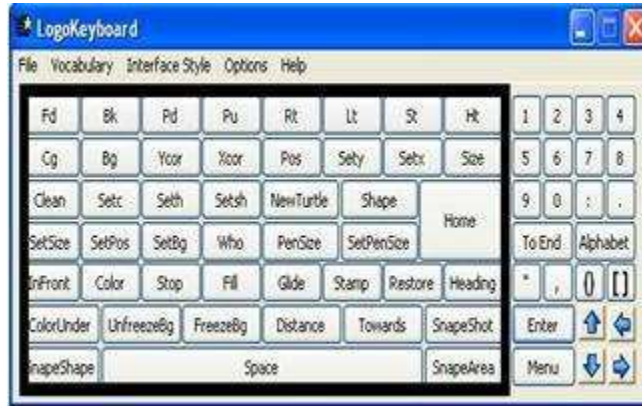 LogoKeyboard
File Vocabulary Interface Style Options Help
Fd Bk Pd Pu Rt Lt St Ht 1 2 3 4
Cg Bg Ycor Xcor Pos Sety Setx Size 5 6 7 8
Clean Setc Seth Setsh NewTurtle Shape Home 9 0 : .
SetSize SetPos SetBg Who PenSize SetPenSize To End Alphabet
InFront Color Stop Fill Glide Stamp Restore Heading " , () []
ColorUnder UnfreezeBg FreezeBg Distance Towards SnapeShot Enter
SnapeShape Space SnapeArea Menu